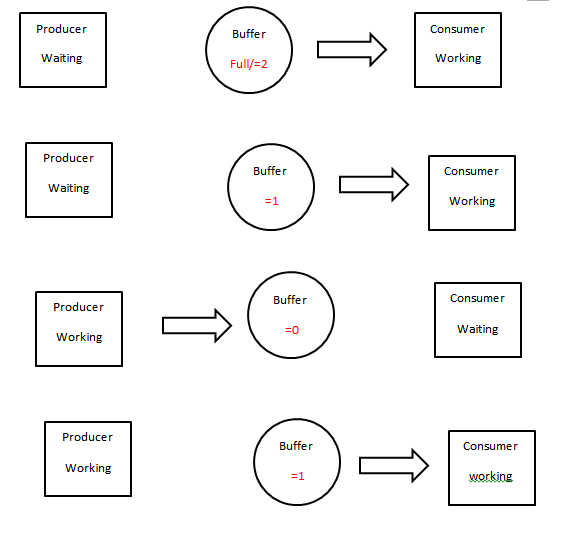 Producer
Waiting
Buffer
Full/=2
Consumer
Working
Producer
Waiting
Buffer
=1
Consumer
Working
Producer
Working
Buffer
=0
Consumer
Waiting
Producer
Working
Buffer
=1
Consumer
working